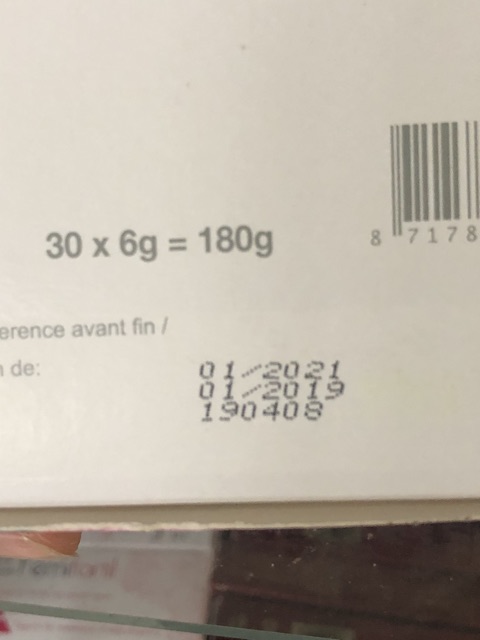 30 x 6g = 180g
8 7178
erence avant fin /
n de:
01/2021
01/2019
190408